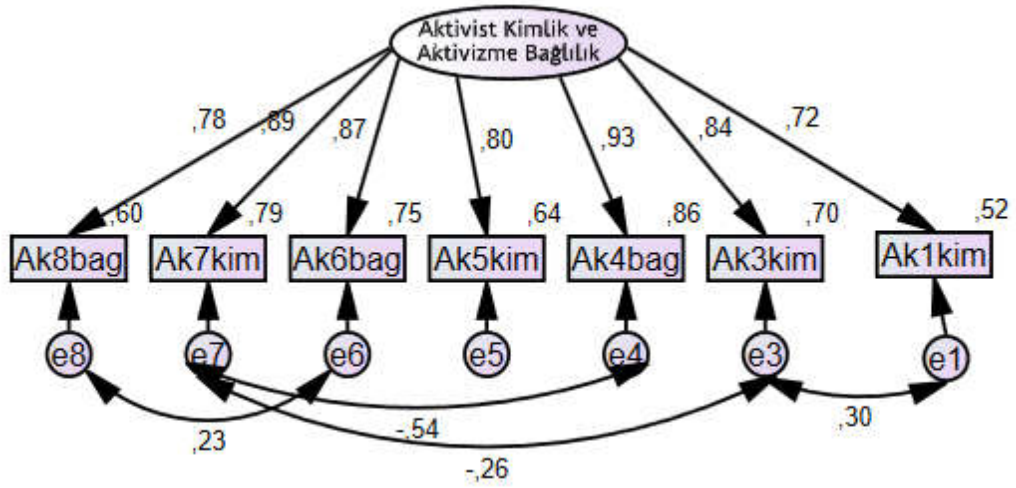 Aktivist Kimlik ve
Aktivizme Bağlılık
,78 ,89 ,87 ,80 ,93 ,84 ,72
,60 ,79 ,75 ,64 ,86 ,70 ,52
Ak8bag Ak7kim Ak6bag Ak5kim Ak4bag Ak3kim Ak1kim
e8 e7 e6 e5 e4 e3 e1
,23 -,54 ,30
-,26